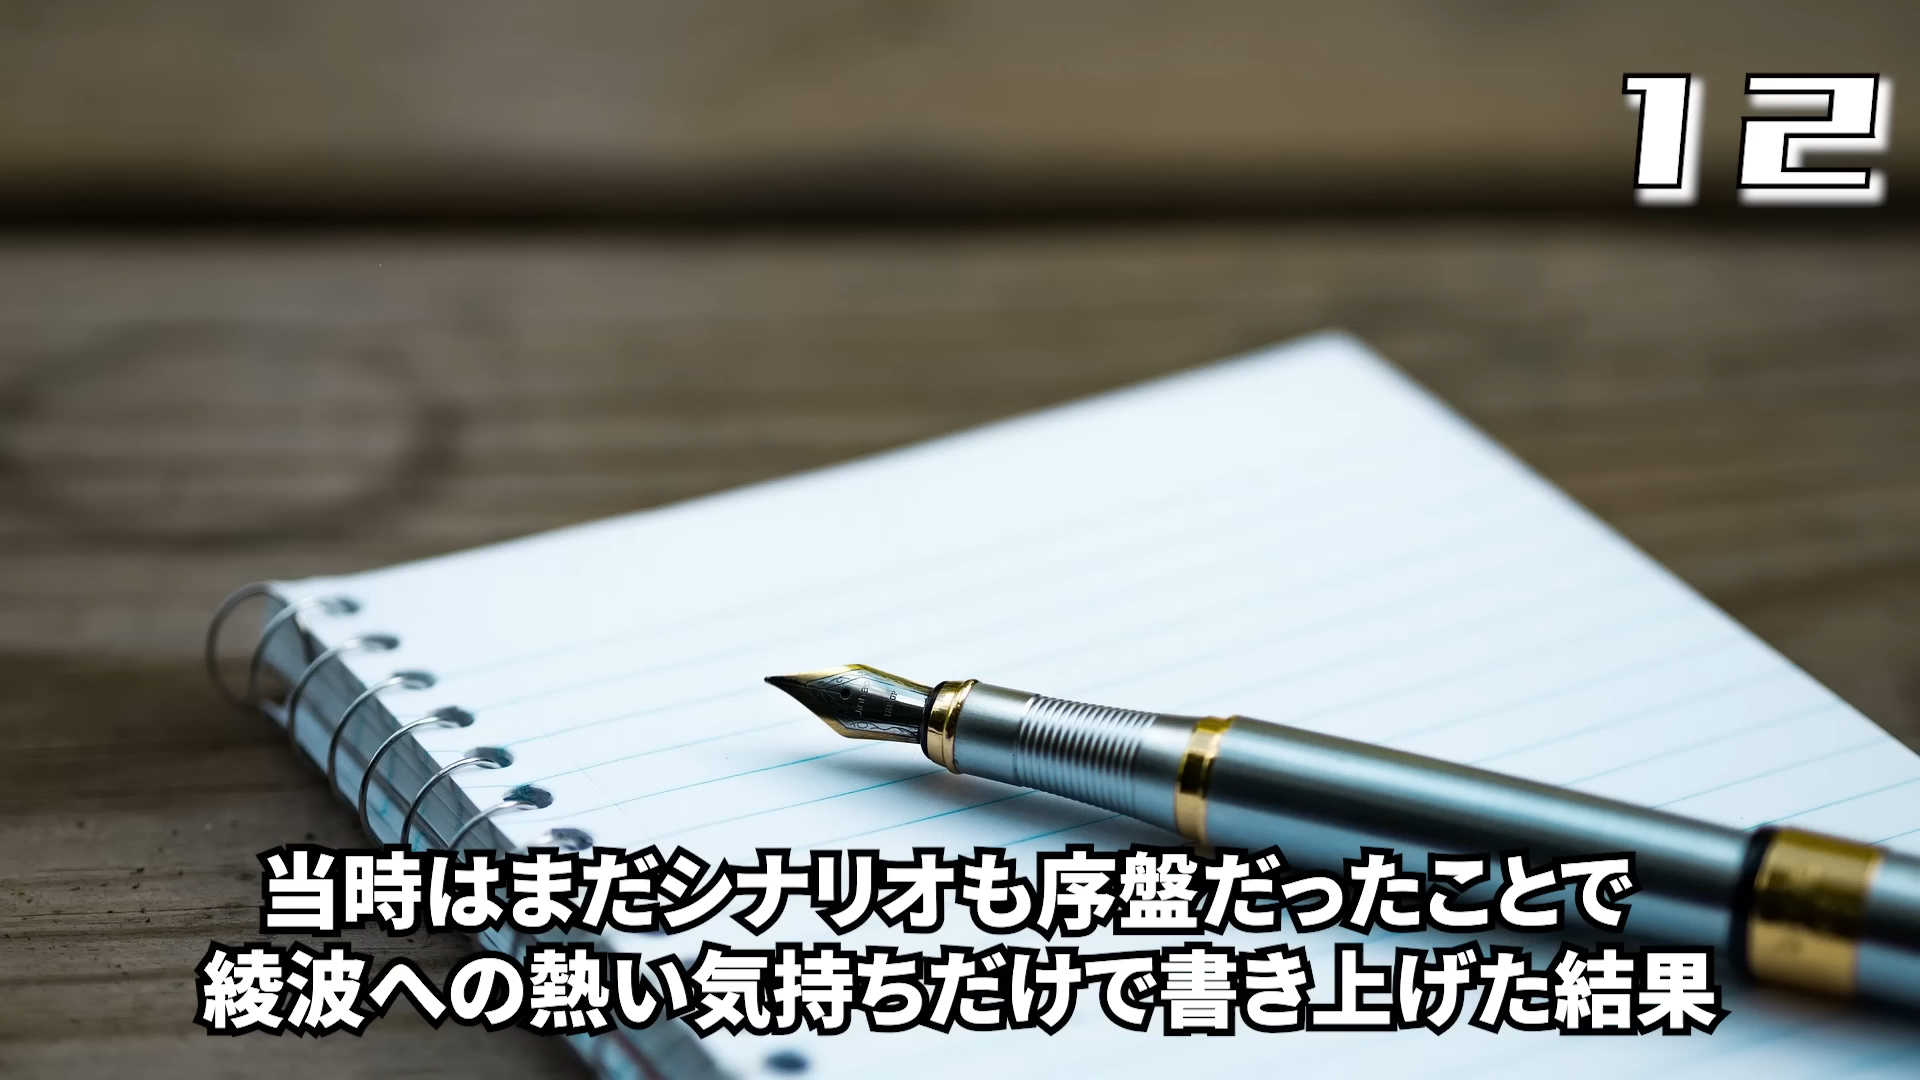 12
当時はまだシナリオも序盤だったことで
綾波への熱い気持ちだけで書き上げた結果